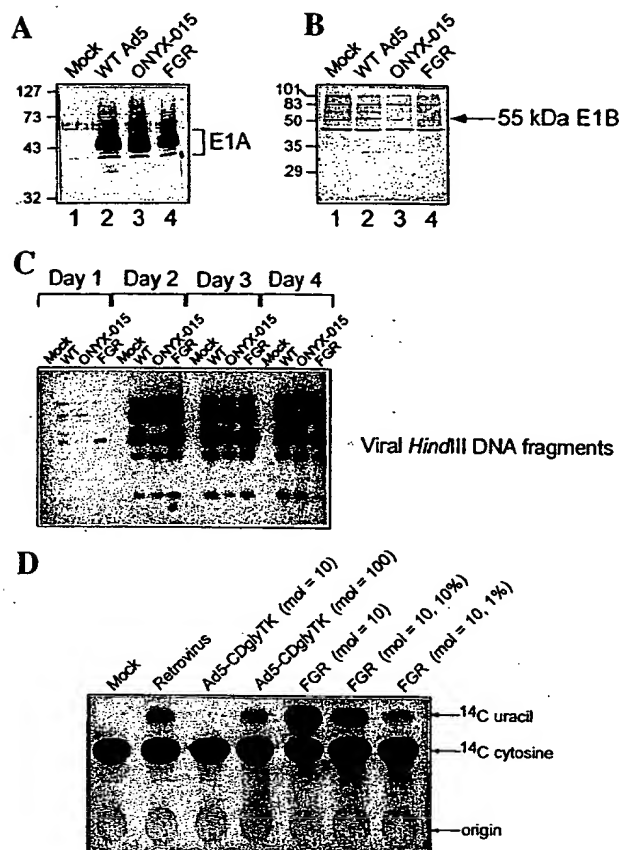 A
Mock
WT Ad5
ONYX-015
FGR
127
73
43
32
E1A
1 2 3 4
B
Mock
WT Ad5
ONYX-015
FGR
101
83
50
35
29
55 kDa E1B
1 2 3 4
C
Day 1 Day 2 Day 3 Day 4
Mock WT ONYX-015 FGR Mock WT ONYX-015 FGR Mock WT ONYX-015 FGR Mock WT ONYX-015 FGR
Viral HindIII DNA fragments
D
Mock
Retrovirus
Ad5-CDglyTK (moI = 10)
Ad5-CDglyTK (moI = 100)
FGR (moI = 10)
FGR (moI = 10, 10%)
FGR (moI = 10, 1%)
14C uracil
14C cytosine
origin